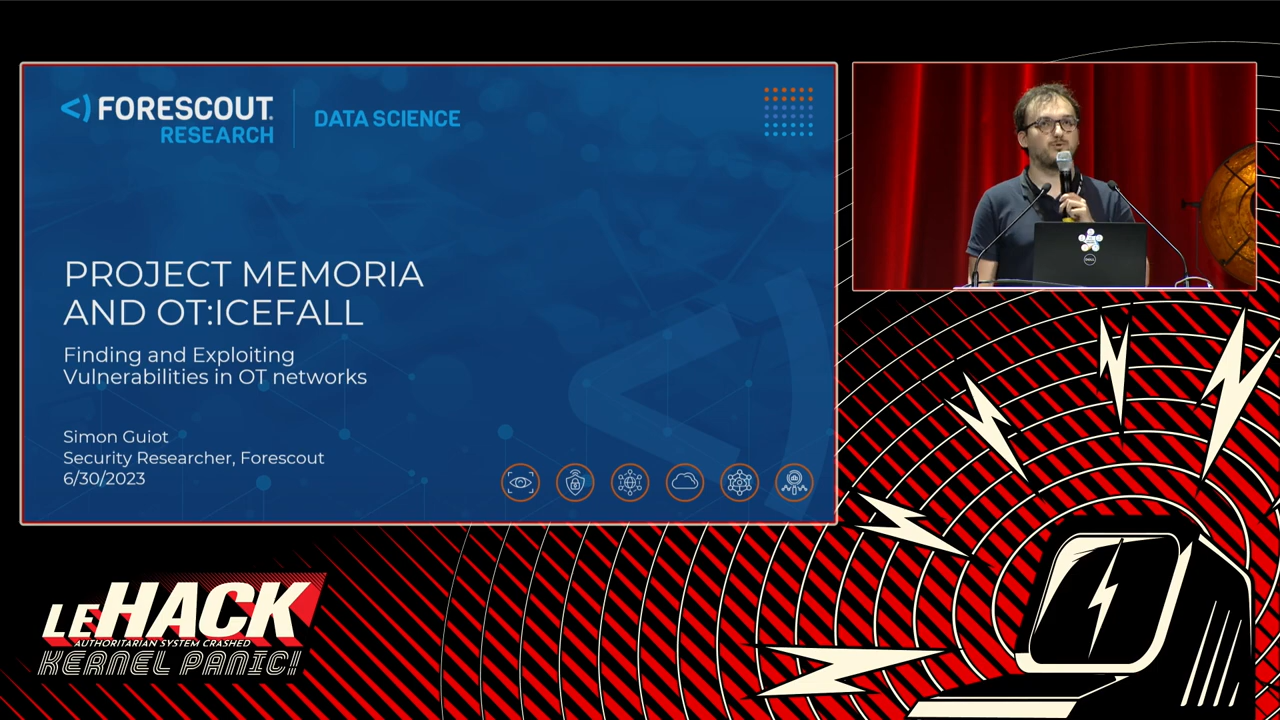 FORESCOUT.
RESEARCH
DATA SCIENCE
PROJECT MEMORIA
AND OT:ICEFALL
Finding and Exploiting
Vulnerabilities in OT networks
Simon Guiot
Security Researcher, Forescout
6/30/2023
DELL
LEHACK
AUTHORITARIAN SYSTEM CRASHED
KERNEL PANIC!